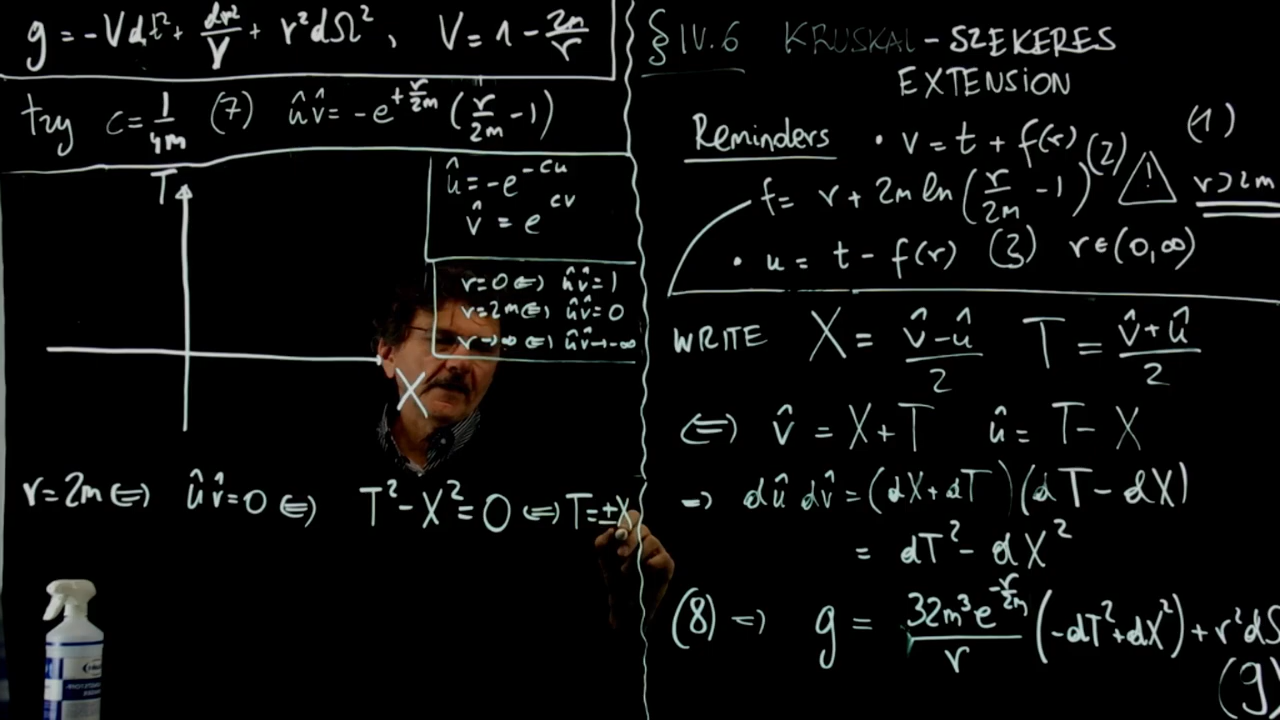 g = -Vdt² + dr²/V + r²dΩ², V = 1 - 2m/r
try c = 1/4m (7) ûv̂ = -e^{+r/2m} (r/2m - 1)
T
û = -e^{-cu}
v̂ = e^{cv}
r=0 ⇔ ûv̂=1
r=2m ⇔ ûv̂=0
r→∞ ⇔ ûv̂→-∞
X
r=2m ⇔ ûv̂=0 ⇔ T²-X²=0 ⇔ T=±X
§IV.6 KRUSKAL-SZEKERES
EXTENSION
Reminders • v = t + f(r) (1)
f = r + 2m ln(r/2m - 1) (2) ! r>2m
• u = t - f(r) (3) r∈(0,∞)
WRITE X = (v̂-û)/2 T = (v̂+û)/2
⇔ v̂ = X+T û = T-X
⇒ dûdv̂ = (dX+dT)(dT-dX)
= dT²-dX²
(8) ⇒ g = 32m³e^{-r/2m}/r (-dT²+dX²) + r²dΩ
(9)